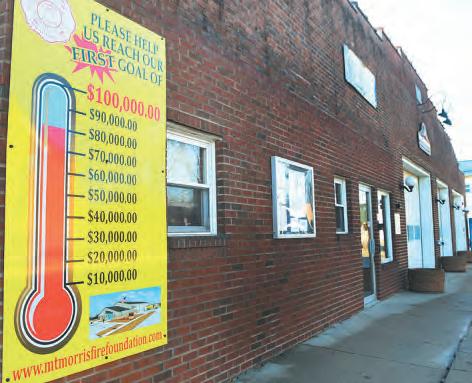 PLEASE HELP
US REACH OUR
FIRST GOAL OF
$100,000.00
$90,000.00
$80,000.00
$70,000.00
$60,000.00
$50,000.00
$40,000.00
$30,000.00
$20,000.00
$10,000.00
www.mtmorrisfirefoundation.com